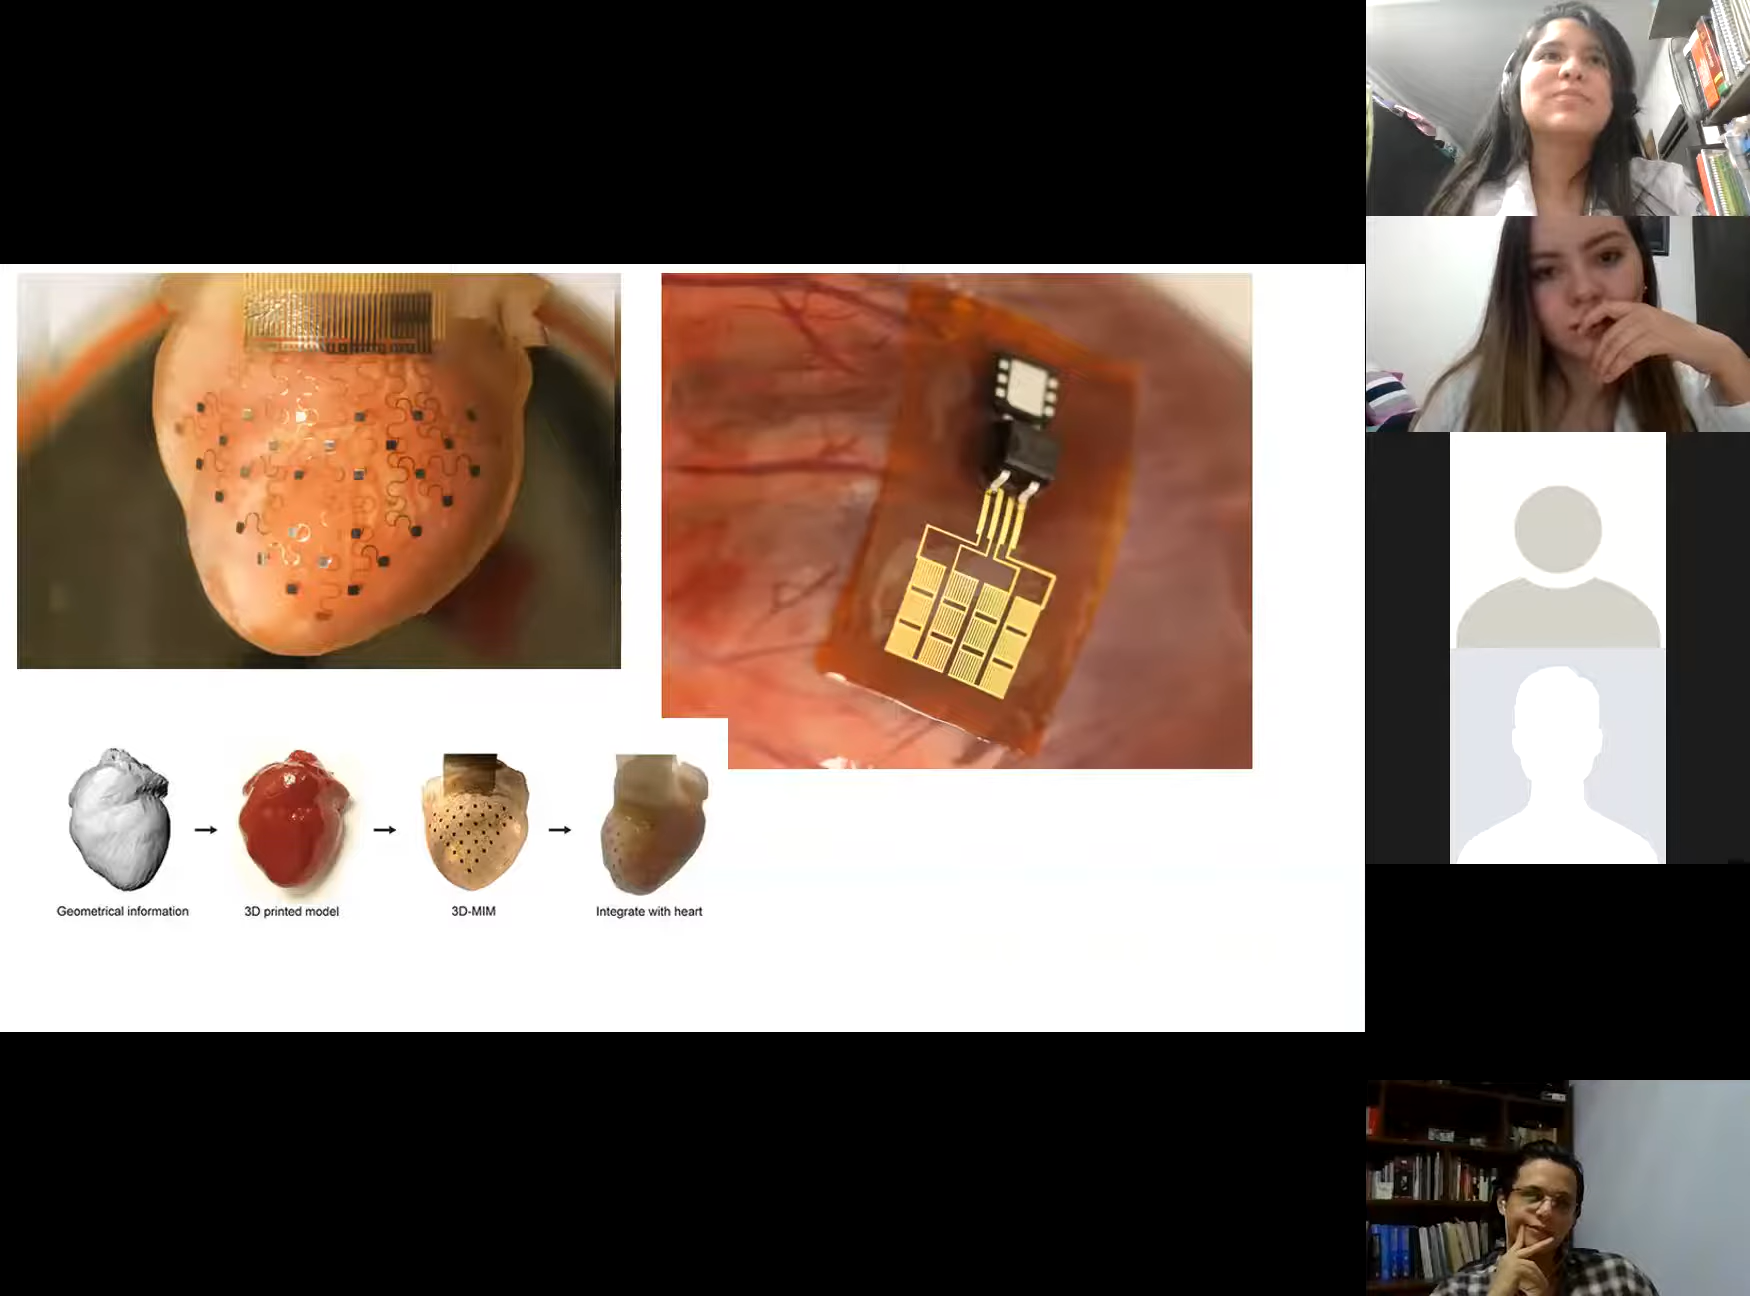 Geometrical information
3D printed model
3D-MIM
Integrate with heart